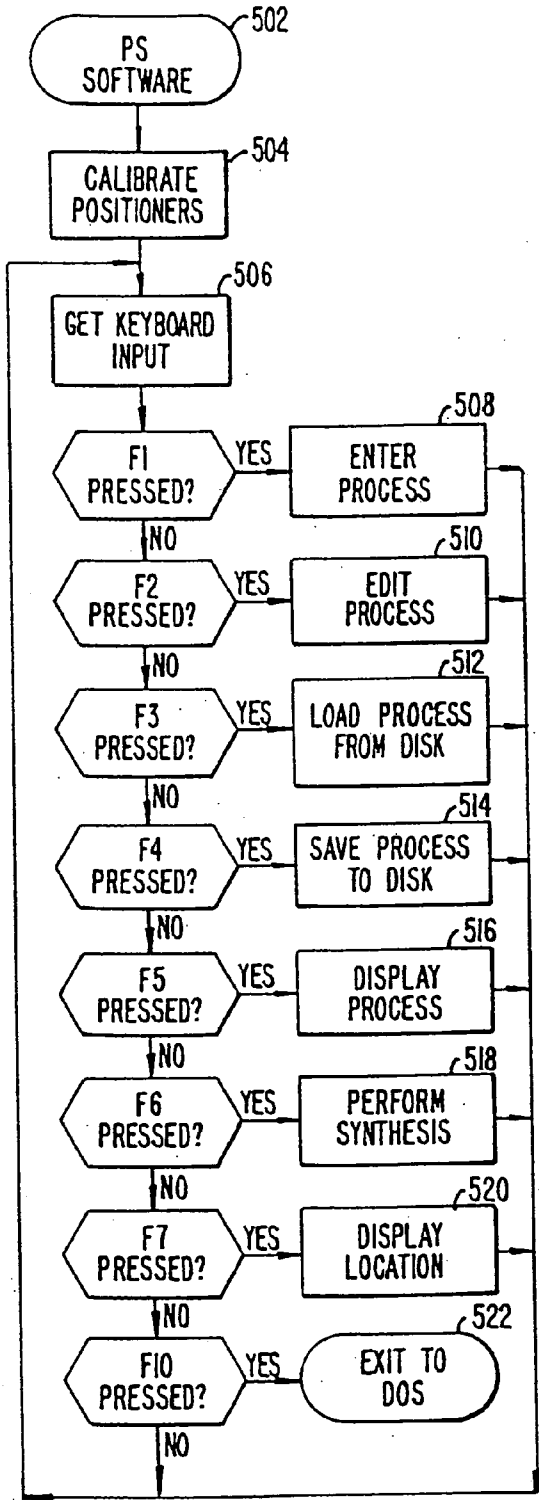 502
PS
SOFTWARE
504
CALIBRATE
POSITIONERS
506
GET KEYBOARD
INPUT
508
F1
PRESSED?
YES
ENTER
PROCESS
NO
510
F2
PRESSED?
YES
EDIT
PROCESS
NO
512
F3
PRESSED?
YES
LOAD PROCESS
FROM DISK
NO
514
F4
PRESSED?
YES
SAVE PROCESS
TO DISK
NO
516
F5
PRESSED?
YES
DISPLAY
PROCESS
NO
518
F6
PRESSED?
YES
PERFORM
SYNTHESIS
NO
520
F7
PRESSED?
YES
DISPLAY
LOCATION
NO
522
F10
PRESSED?
YES
EXIT TO
DOS
NO